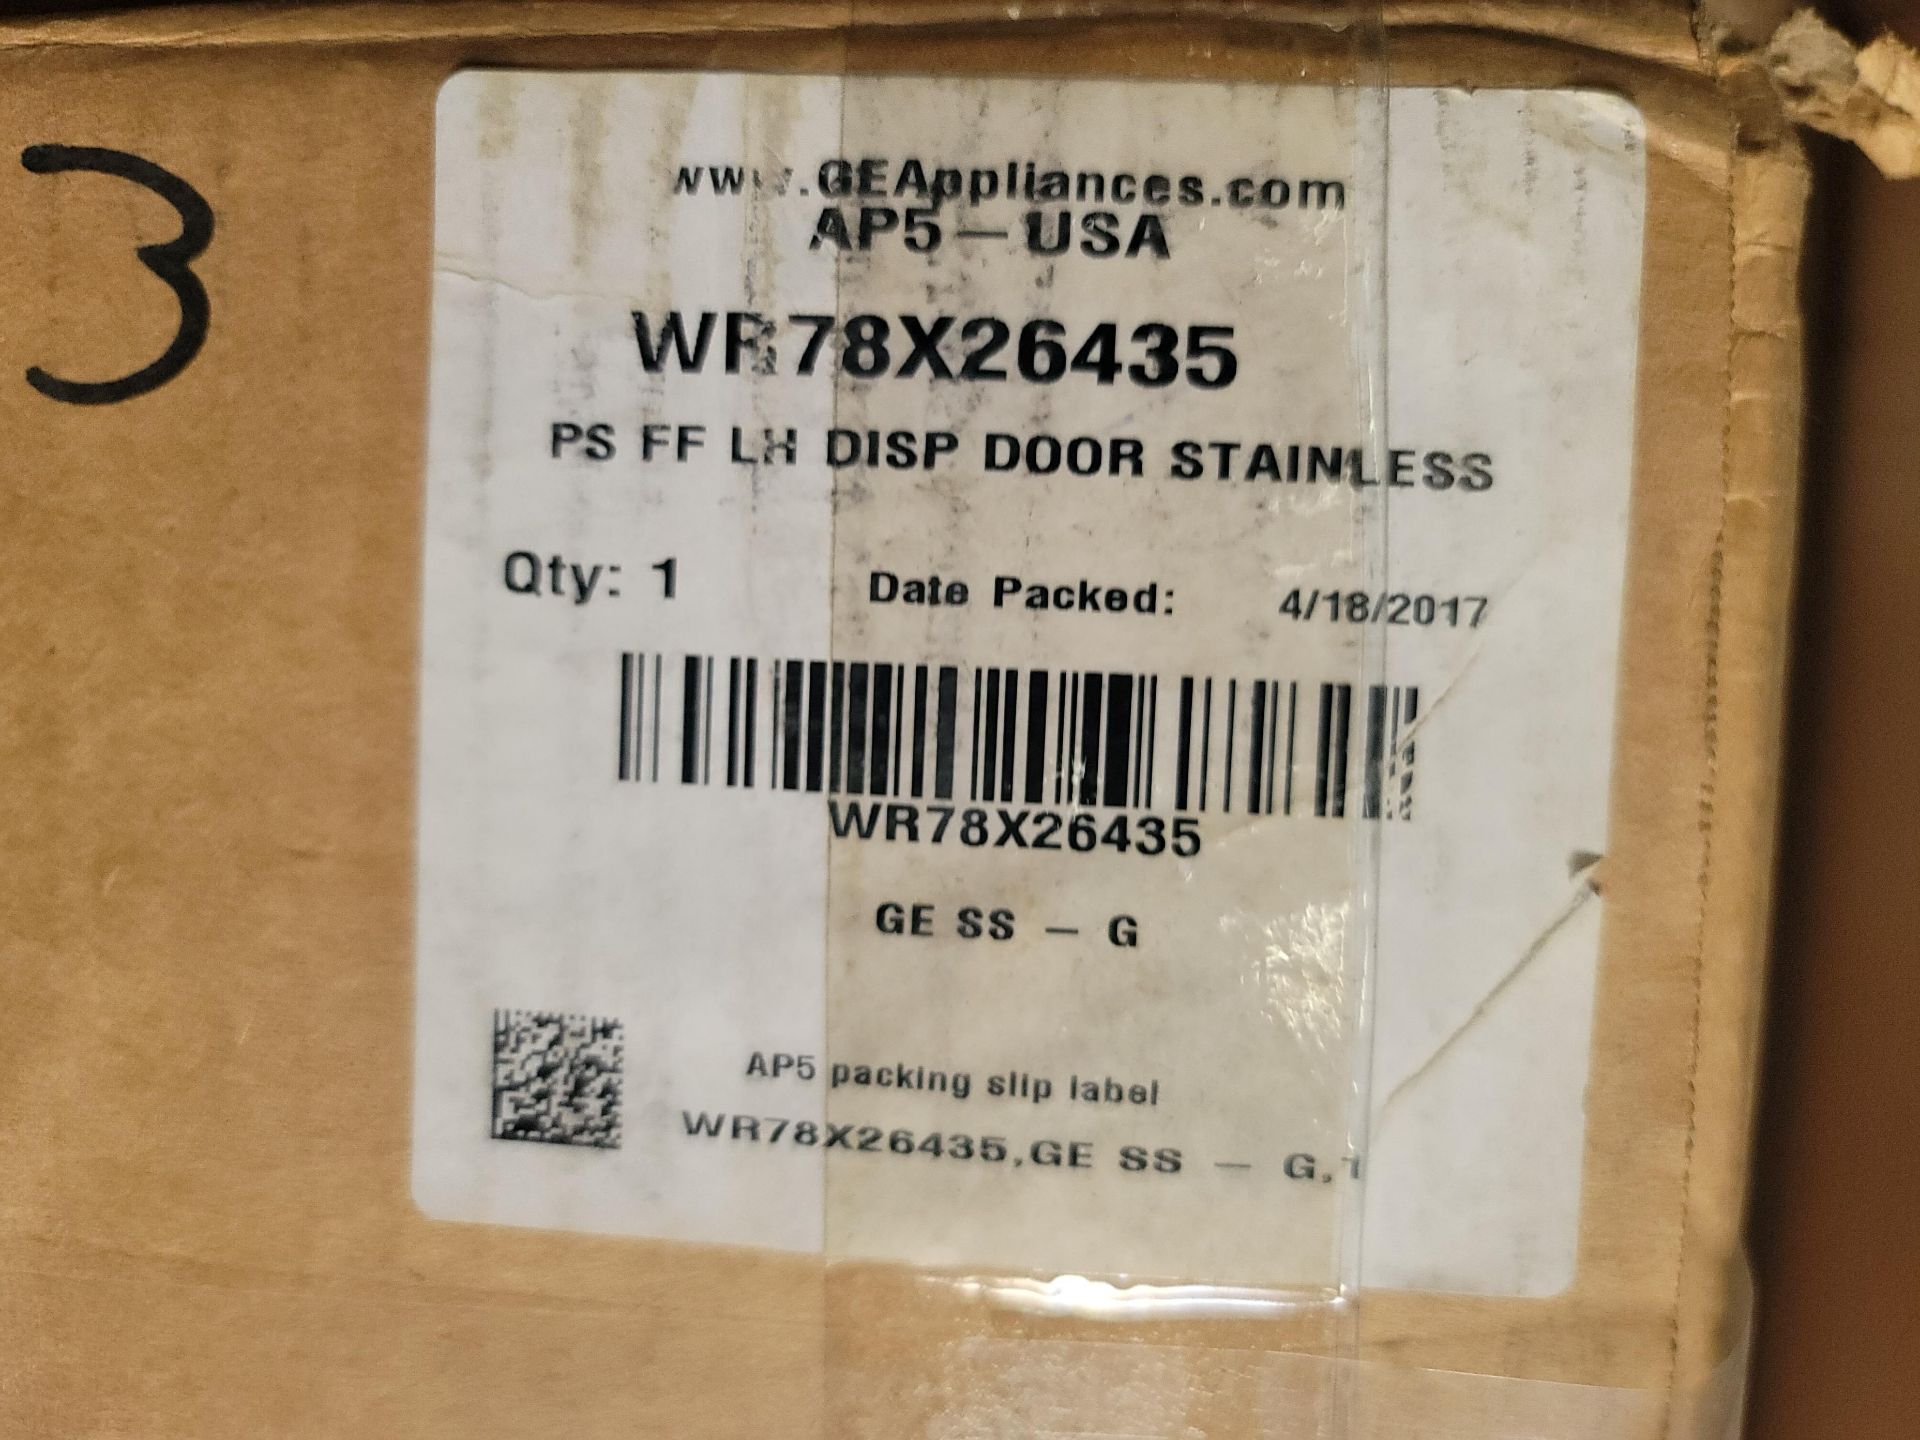 3
www.GEAppliances.com
AP5-USA
WR78X26435
PS FF LH DISP DOOR STAINLESS
Qty: 1 Date Packed: 4/18/2017
WR78X26435
GE SS - G
AP5 packing slip label
WR78X26435,GE SS - G,1